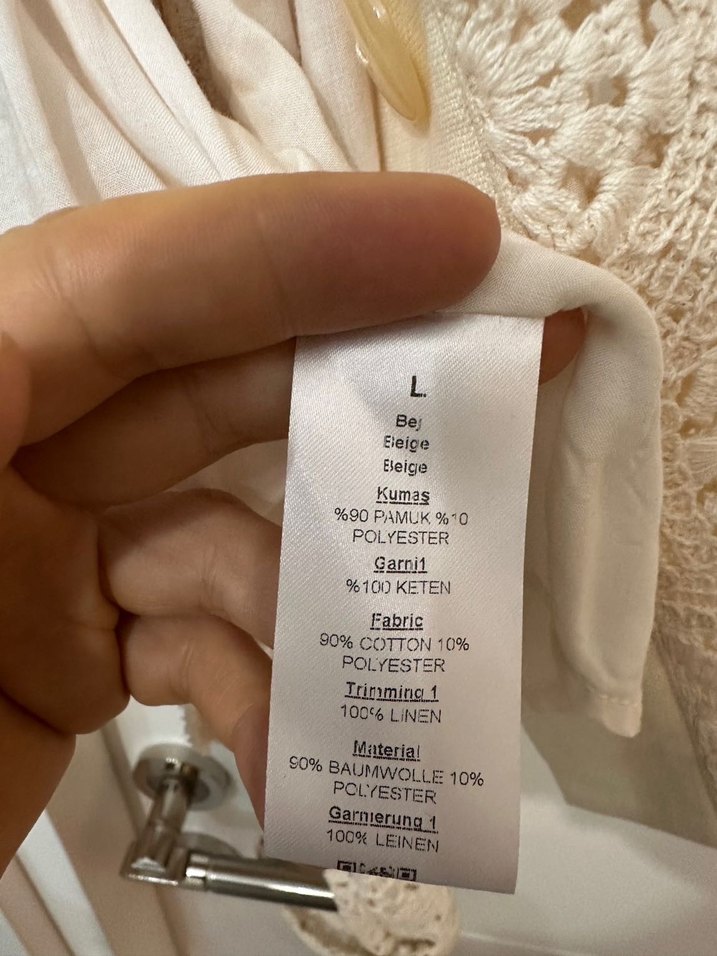 L
Bej
Beige
Beige
Kumas
%90 PAMUK %10
POLYESTER
Garni1
%100 KETEN
Fabric
90% COTTON 10%
POLYESTER
Trimming 1
100% LINEN
Material
90% BAUMWOLLE 10%
POLYESTER
Garnierung 1
100% LEINEN